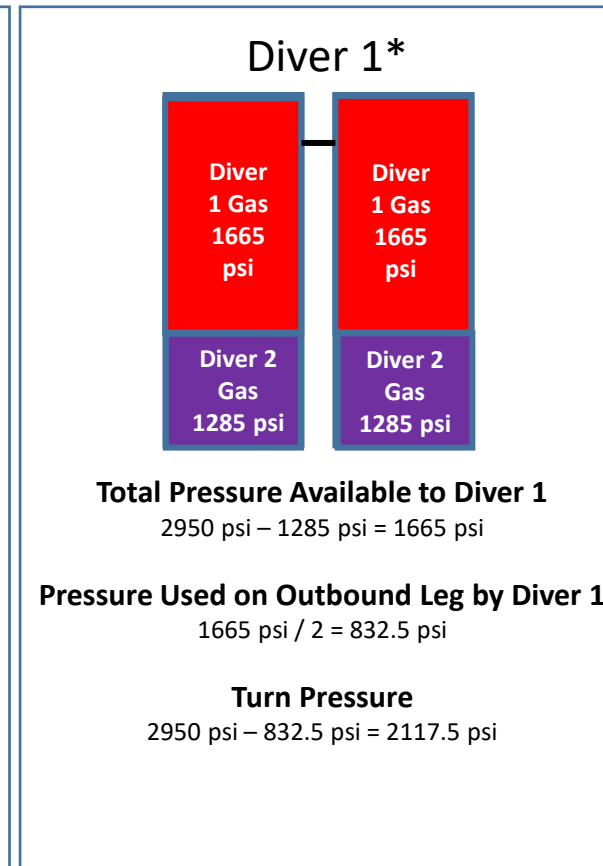 Diver 1*
Diver
1 Gas
1665
psi
Diver
1 Gas
1665
psi
Diver 2
Gas
1285 psi
Diver 2
Gas
1285 psi
Total Pressure Available to Diver 1
2950 psi – 1285 psi = 1665 psi
Pressure Used on Outbound Leg by Diver 1
1665 psi / 2 = 832.5 psi
Turn Pressure
2950 psi – 832.5 psi = 2117.5 psi